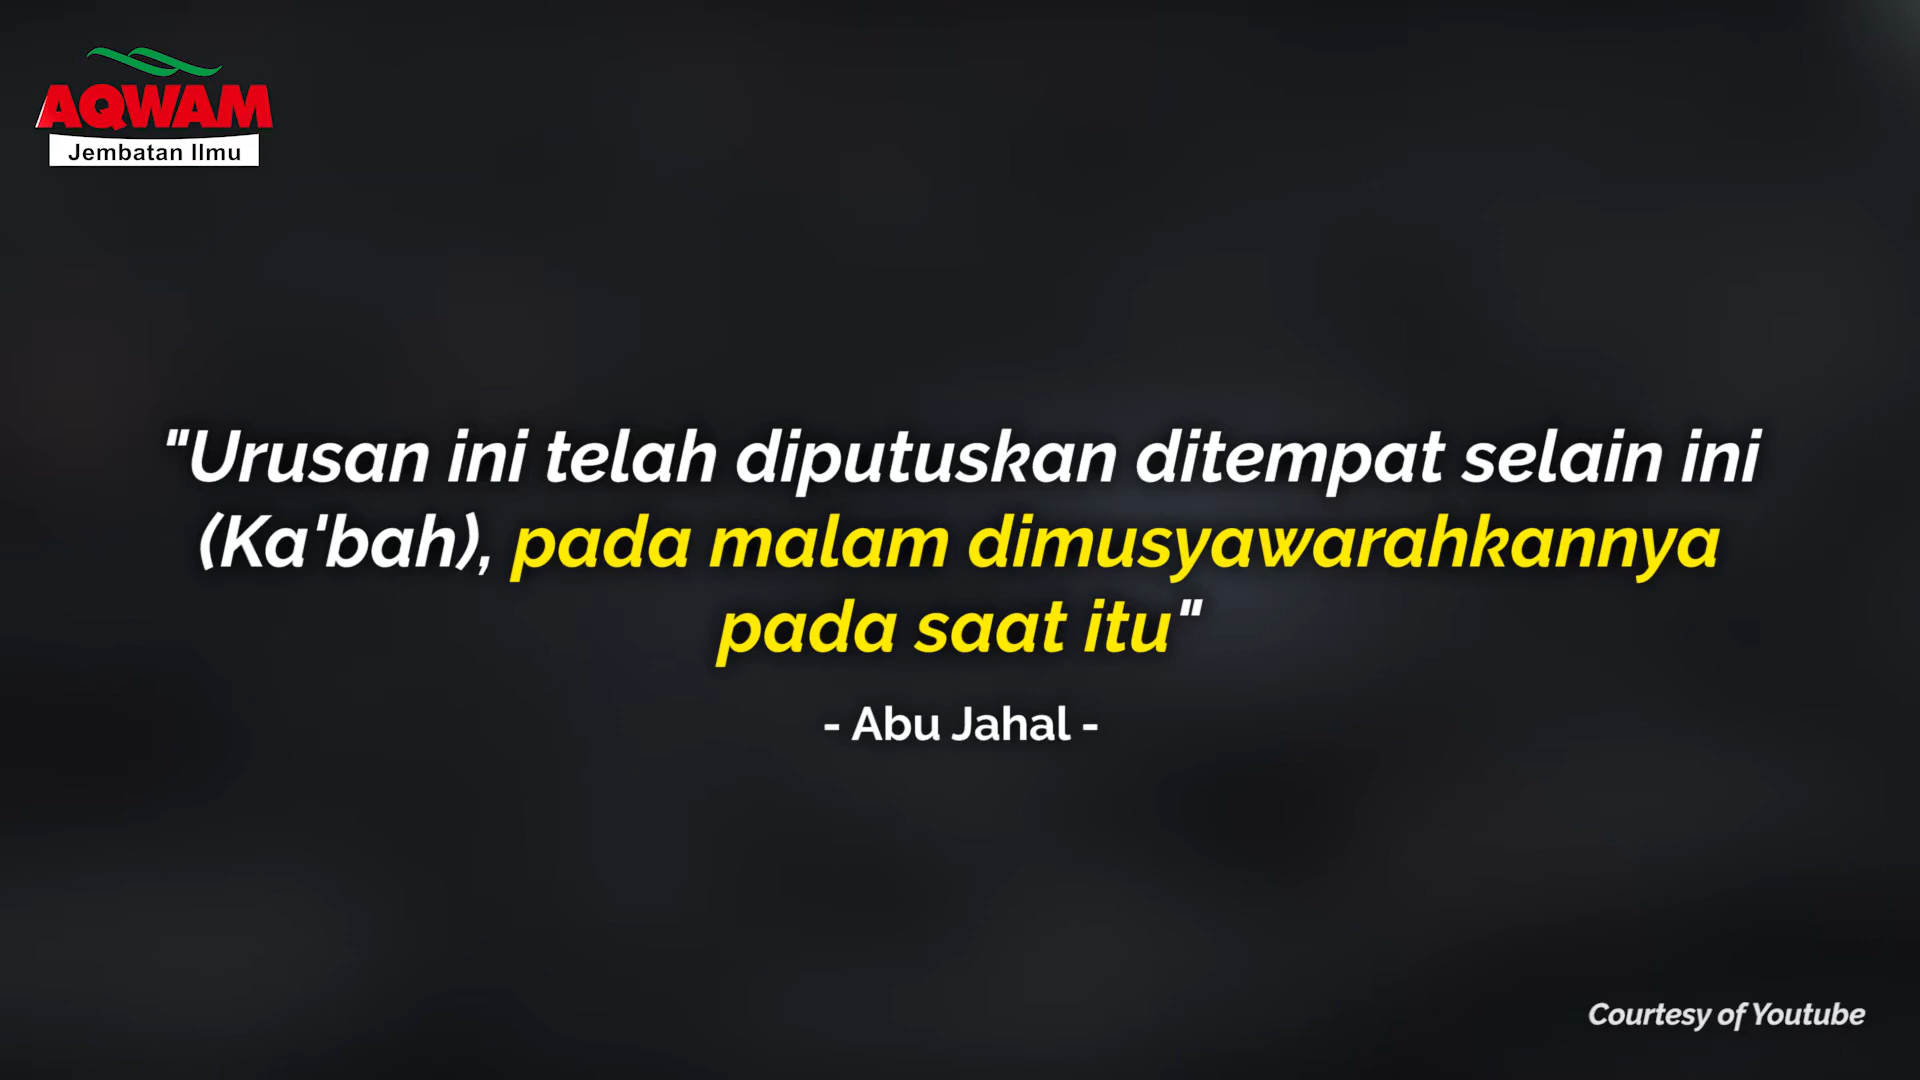 AQWAM
Jembatan Ilmu
"Urusan ini telah diputuskan ditempat selain ini
(Ka'bah), pada malam dimusyawarahkannya
pada saat itu"
- Abu Jahal -
Courtesy of Youtube